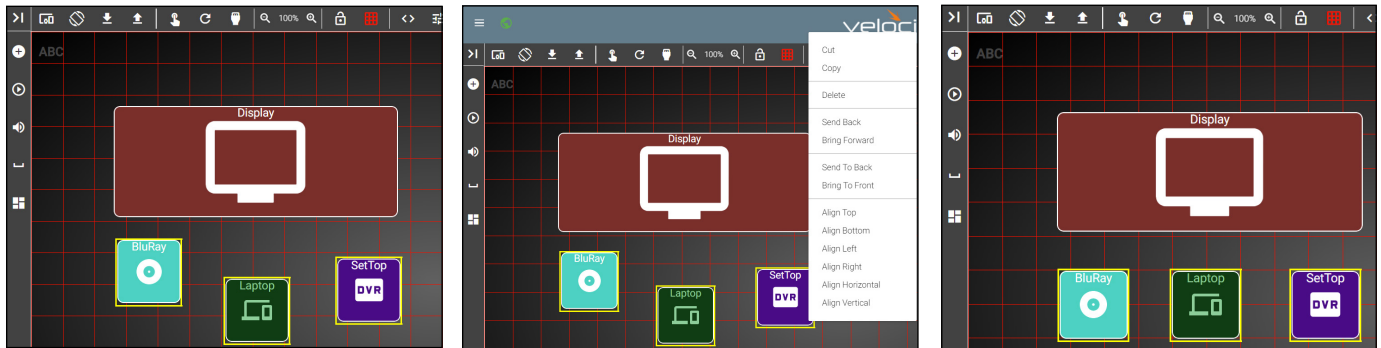 100%
ABC
Display
BluRay
Laptop
SetTop
DVR
veloci
100%
ABC
Display
BluRay
Laptop
SetTop
DVR
Cut
Copy
Delete
Send Back
Bring Forward
Send To Back
Bring To Front
Align Top
Align Bottom
Align Left
Align Right
Align Horizontal
Align Vertical
100%
ABC
Display
BluRay
Laptop
SetTop
DVR